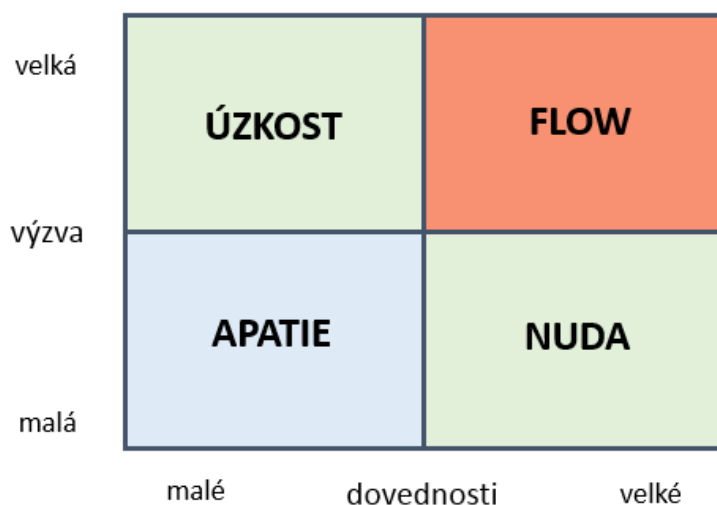 velká
ÚZKOST
FLOW
výzva
APATIE
NUDA
malá
malé
dovednosti
velké